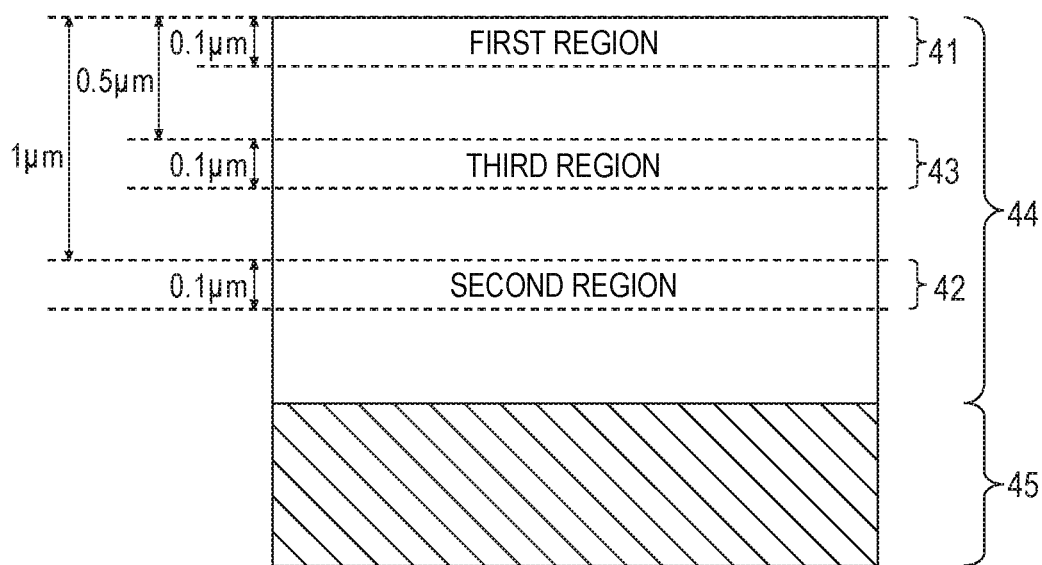 0.1µm FIRST REGION 41
0.5µm
1µm 0.1µm THIRD REGION 43
44
0.1µm SECOND REGION 42
45